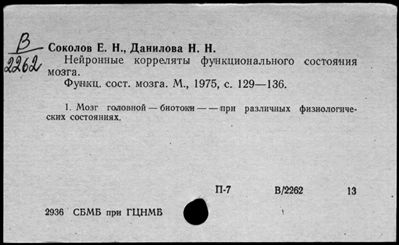 В
2262
Соколов Е. Н., Данилова Н. Н.
Нейронные корреляты функционального состояния
мозга.
Функц. сост. мозга. М., 1975, с. 129—136.
1. Мозг головной — биотоки — — при различных физиологиче-
ских состояниях.
П-7 В/2262 13
2936 СБМБ при ГЦНМБ